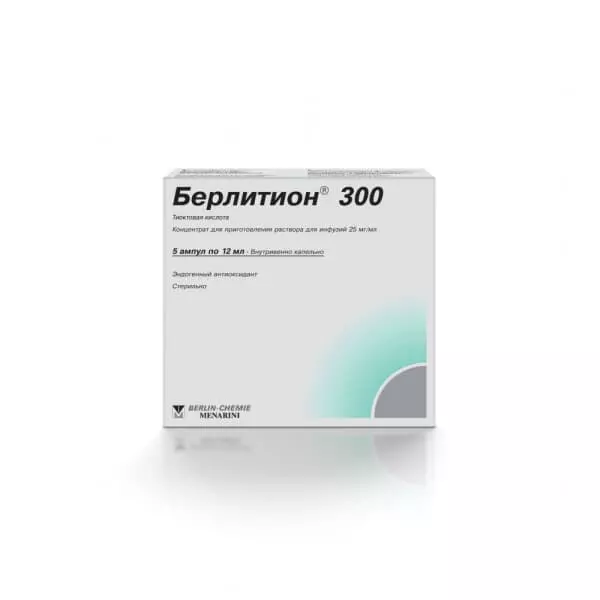 Берлитион® 300
Тиоктовая кислота
Концентрат для приготовления раствора для инфузий 25 мг/мл
5 ампул по 12 мл - Внутривенно капельно
Эндогенный антиоксидант
Стерильно
BERLIN-CHEMIE
MENARINI